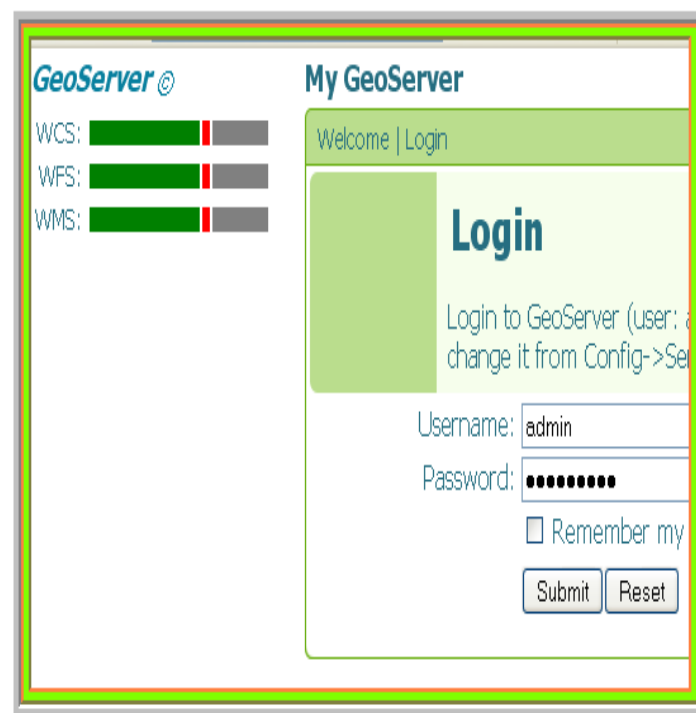 GeoServer ©
My GeoServer
WCS:
WFS:
WMS:
Welcome | Login
Login
Login to GeoServer (user:
change it from Config->Se
Username: admin
Password: •••••••••
Remember my
Submit Reset